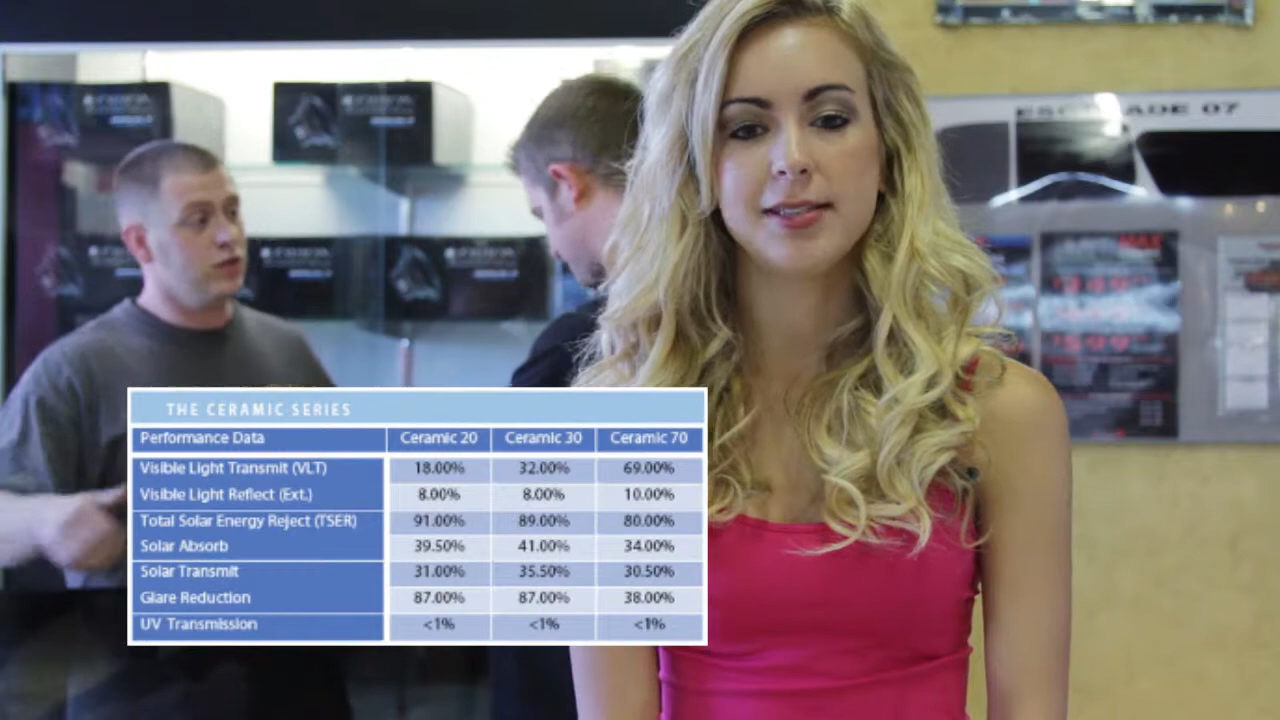 ESCALADE 07
THE CERAMIC SERIES
Performance Data Ceramic 20 Ceramic 30 Ceramic 70
Visible Light Transmit (VLT) 18.00% 32.00% 69.00%
Visible Light Reflect (Ext.) 8.00% 8.00% 10.00%
Total Solar Energy Reject (TSER) 91.00% 89.00% 80.00%
Solar Absorb 39.50% 41.00% 34.00%
Solar Transmit 31.00% 35.50% 30.50%
Glare Reduction 87.00% 87.00% 38.00%
UV Transmission <1% <1% <1%